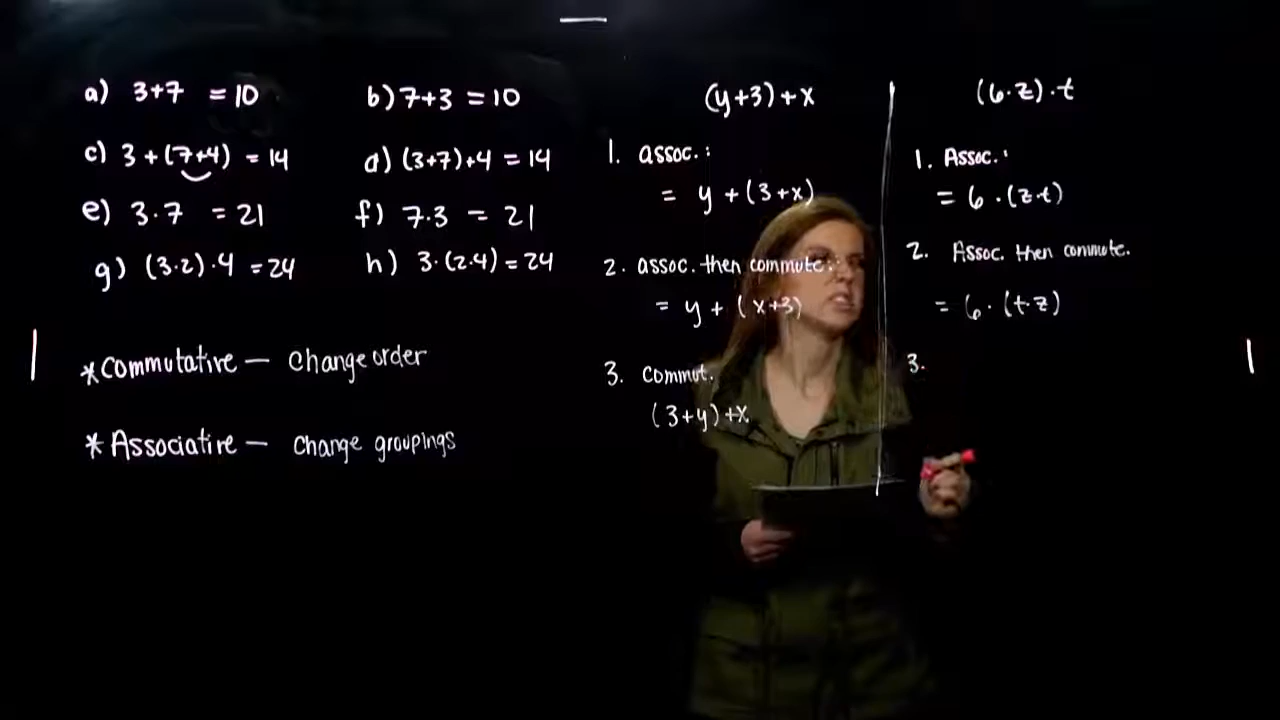 a) 3+7 = 10
b) 7+3 = 10
c) 3 + (7+4) = 14
d) (3+7)+4 = 14
e) 3·7 = 21
f) 7·3 = 21
g) (3·2)·4 = 24
h) 3·(2·4) = 24
*Commutative — Change order
*Associative — Change groupings
(y+3)+x
1. assoc.:
= y + (3+x)
2. assoc. then commute:
= y + (x+3)
3. Commut.
(3+y)+x
(6·z)·t
1. Assoc.:
= 6·(z·t)
2. Assoc. then commute.
= 6·(t·z)
3.